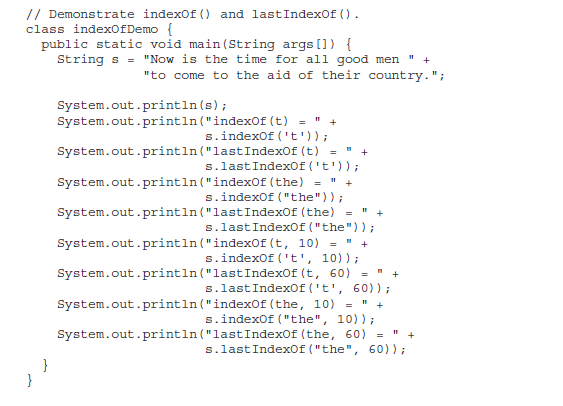 // Demonstrate indexOf() and lastIndexOf().
class indexOfDemo {
  public static void main(String args[]) {
    String s = "Now is the time for all good men " +
               "to come to the aid of their country.";

    System.out.println(s);
    System.out.println("indexOf(t) = " +
                       s.indexOf('t'));
    System.out.println("lastIndexOf(t) = " +
                       s.lastIndexOf('t'));
    System.out.println("indexOf(the) = " +
                       s.indexOf("the"));
    System.out.println("lastIndexOf(the) = " +
                       s.lastIndexOf("the"));
    System.out.println("indexOf(t, 10) = " +
                       s.indexOf('t', 10));
    System.out.println("lastIndexOf(t, 60) = " +
                       s.lastIndexOf('t', 60));
    System.out.println("indexOf(the, 10) = " +
                       s.indexOf("the", 10));
    System.out.println("lastIndexOf(the, 60) = " +
                       s.lastIndexOf("the", 60));
  }
}